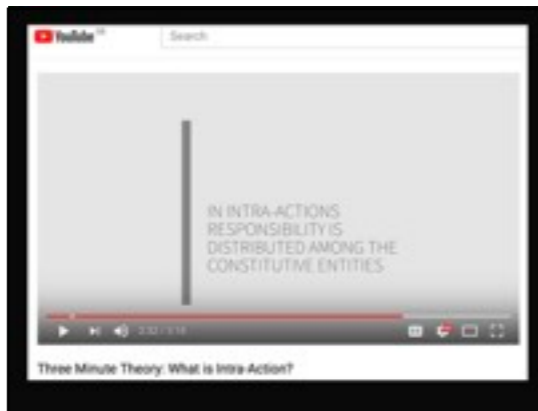 YouTube
Search
IN INTRA-ACTIONS
RESPONSIBILITY IS
DISTRIBUTED AMONG THE
CONSTITUTIVE ENTITIES
Three Minute Theory: What is Intra-Action?